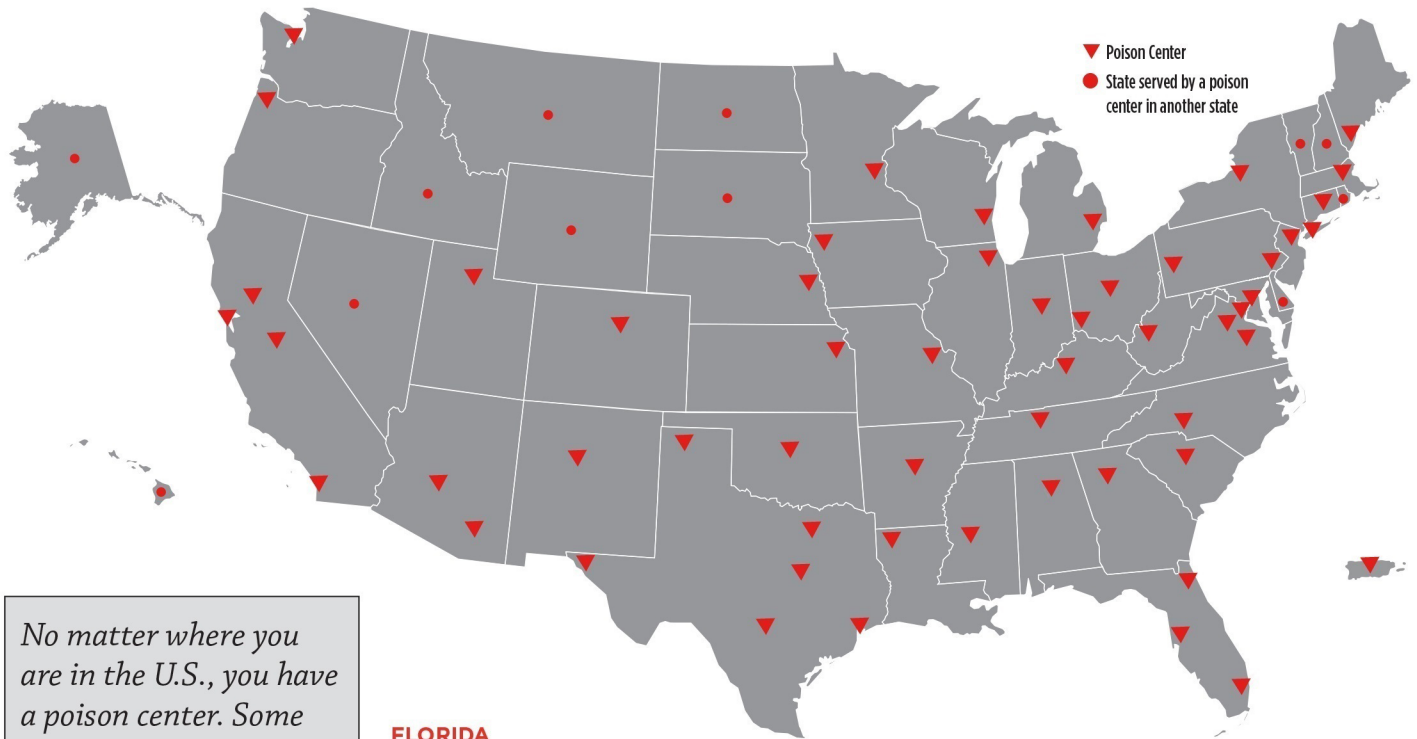 Poison Center
State served by a poison
center in another state
No matter where you
are in the U.S., you have
a poison center. Some
FLORIDA